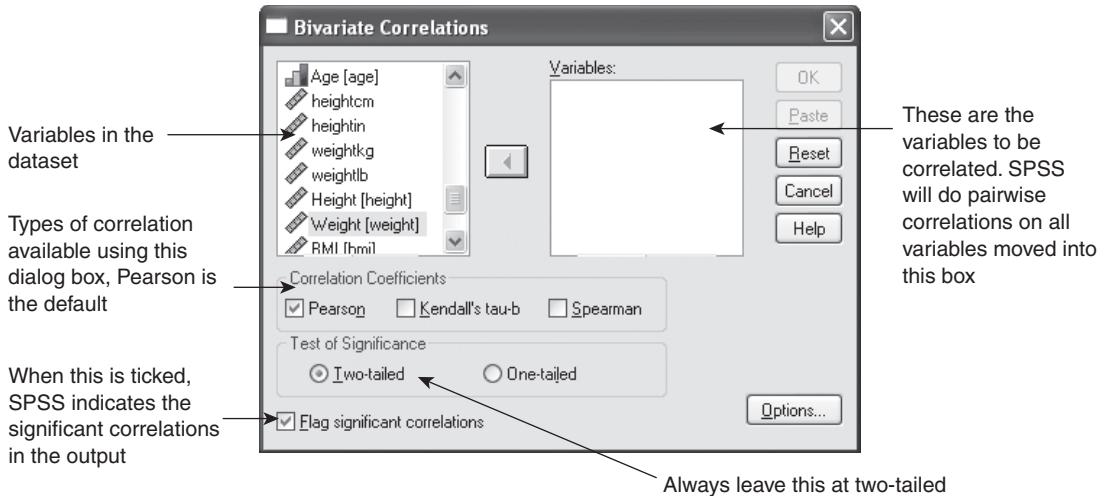 Bivariate Correlations
Age [age]
heightcm
heightin
weightkg
weightlb
Height [height]
Weight [weight]
BMI [bmi]
Variables:
OK
Paste
Reset
Cancel
Help
Correlation Coefficients
Pearson Kendall's tau-b Spearman
Test of Significance
Two-tailed One-tailed
Flag significant correlations
Options...
Variables in the
dataset
Types of correlation
available using this
dialog box, Pearson is
the default
When this is ticked,
SPSS indicates the
significant correlations
in the output
These are the
variables to be
correlated. SPSS
will do pairwise
correlations on all
variables moved into
this box
Always leave this at two-tailed